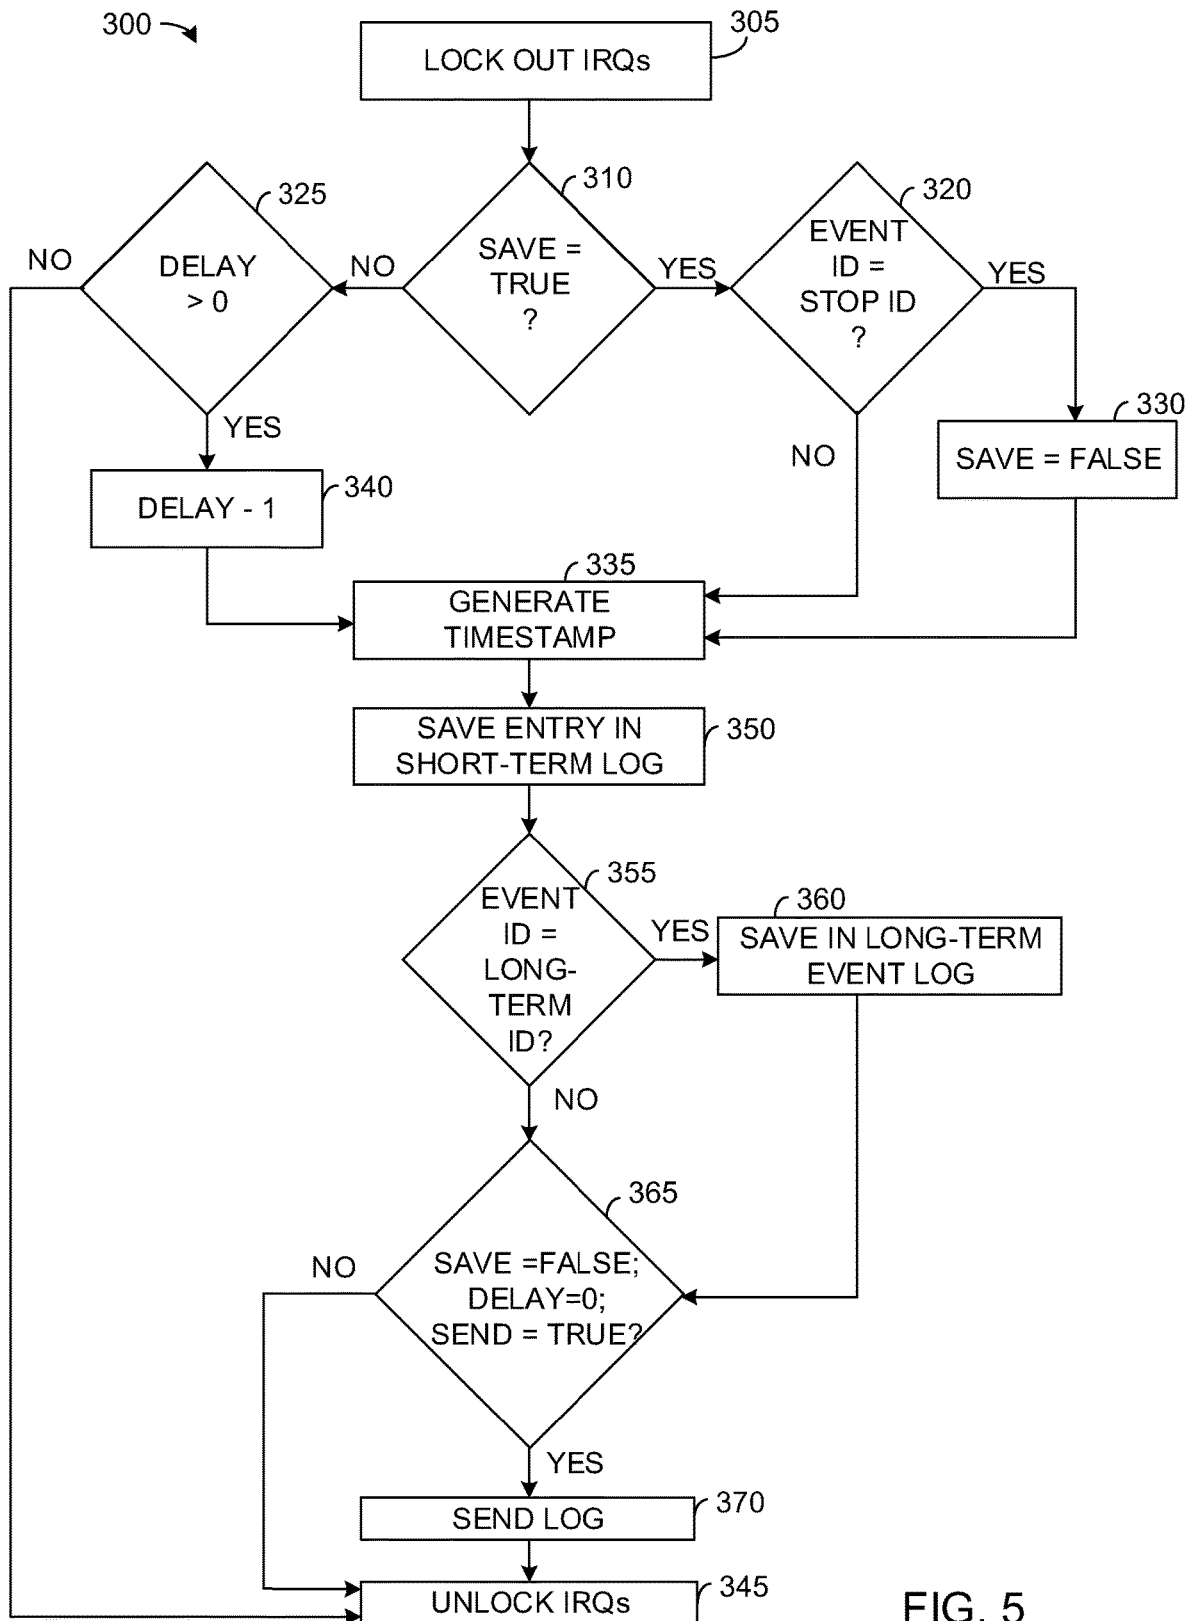 300
305
LOCK OUT IRQs
310
SAVE =
TRUE
?
325
DELAY
> 0
320
EVENT
ID =
STOP ID
?
NO
NO
YES
YES
YES
NO
330
SAVE = FALSE
340
DELAY - 1
335
GENERATE
TIMESTAMP
350
SAVE ENTRY IN
SHORT-TERM LOG
355
EVENT
ID =
LONG-
TERM
ID?
YES
360
SAVE IN LONG-TERM
EVENT LOG
NO
365
SAVE =FALSE;
DELAY=0;
SEND = TRUE?
NO
YES
370
SEND LOG
345
UNLOCK IRQs
FIG. 5